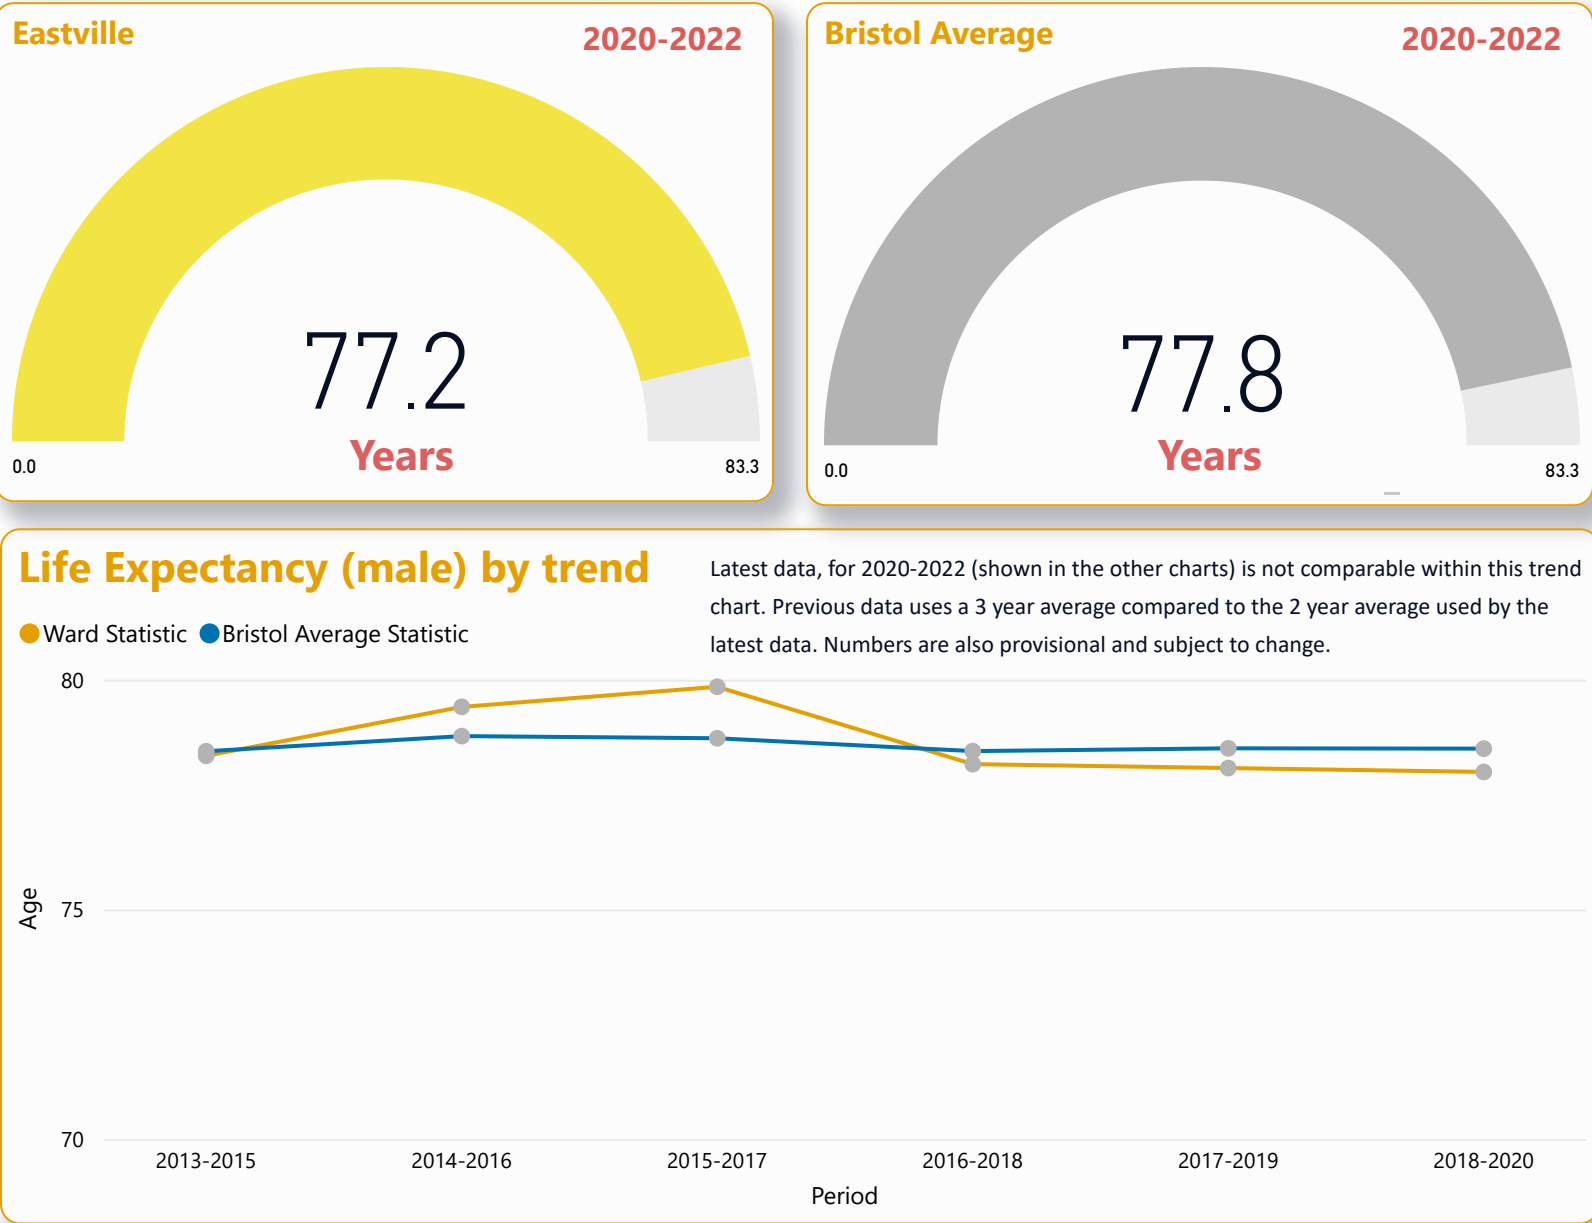 Eastville
2020-2022
77.2
Years
0.0
83.3
Bristol Average
2020-2022
77.8
Years
0.0
83.3
Life Expectancy (male) by trend
Latest data, for 2020-2022 (shown in the other charts) is not comparable within this trend
chart. Previous data uses a 3 year average compared to the 2 year average used by the
latest data. Numbers are also provisional and subject to change.
Ward Statistic Bristol Average Statistic
80
75
70
Age
2013-2015 2014-2016 2015-2017 2016-2018 2017-2019 2018-2020
Period